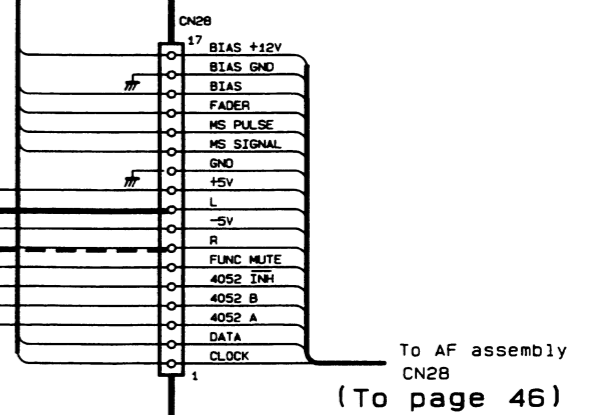 CN28
17
BIAS +12V
BIAS GND
BIAS
FADER
MS PULSE
MS SIGNAL
GND
+5V
L
-5V
R
FUNC MUTE
4052 INH
4052 B
4052 A
DATA
CLOCK
1
To AF assembly
CN28
(To page 46)